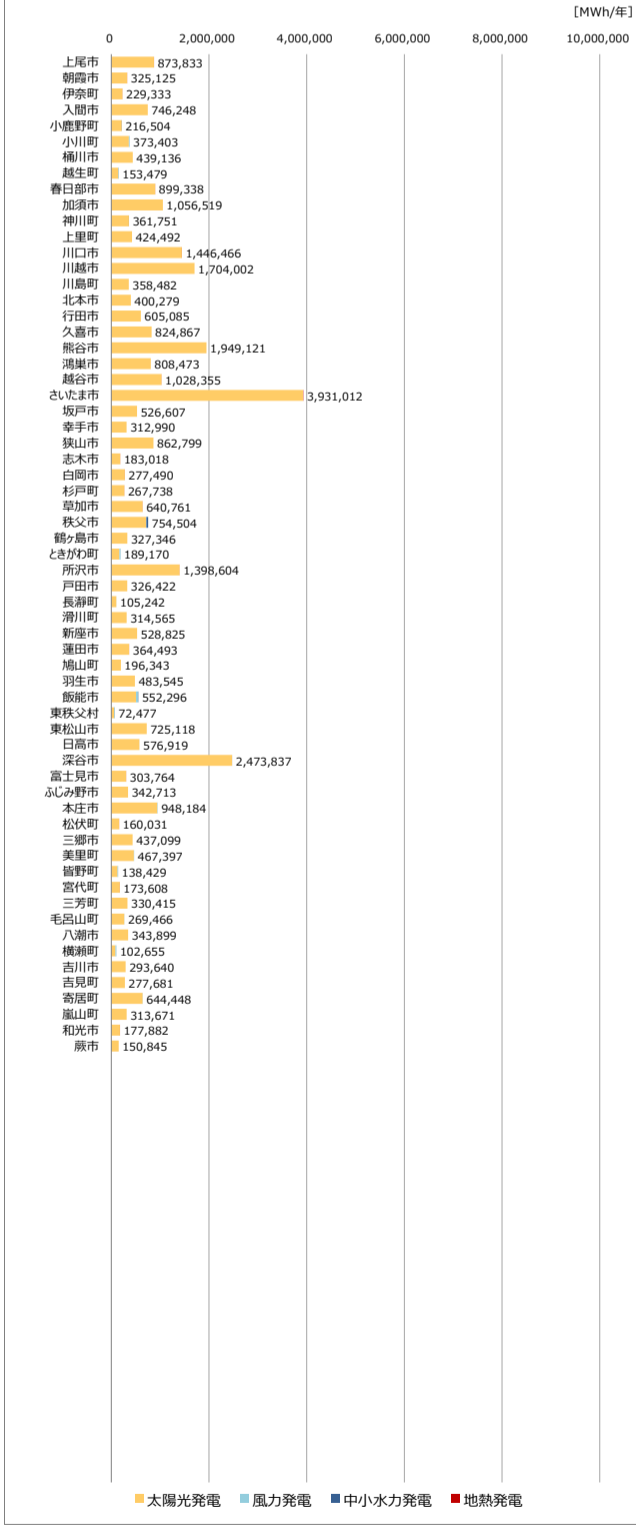 [MWh/年]
0 2,000,000 4,000,000 6,000,000 8,000,000 10,000,000
上尾市 873,833
朝霞市 325,125
伊奈町 229,333
入間市 746,248
小鹿野町 216,504
小川町 373,403
桶川市 439,136
越生町 153,479
春日部市 899,338
加須市 1,056,519
神川町 361,751
上里町 424,492
川口市 1,446,466
川越市 1,704,002
川島町 358,482
北本市 400,279
行田市 605,085
久喜市 824,867
熊谷市 1,949,121
鴻巣市 808,473
越谷市 1,028,355
さいたま市 3,931,012
坂戸市 526,607
幸手市 312,990
狭山市 862,799
志木市 183,018
白岡市 277,490
杉戸町 267,738
草加市 640,761
秩父市 754,504
鶴ヶ島市 327,346
ときがわ町 189,170
所沢市 1,398,604
戸田市 326,422
長瀞町 105,242
滑川町 314,565
新座市 528,825
蓮田市 364,493
鳩山町 196,343
羽生市 483,545
飯能市 552,296
東秩父村 72,477
東松山市 725,118
日高市 576,919
深谷市 2,473,837
富士見市 303,764
ふじみ野市 342,713
本庄市 948,184
松伏町 160,031
三郷市 437,099
美里町 467,397
皆野町 138,429
宮代町 173,608
三芳町 330,415
毛呂山町 269,466
八潮市 343,899
横瀬町 102,655
吉川市 293,640
吉見町 277,681
寄居町 644,448
嵐山町 313,671
和光市 177,882
蕨市 150,845
太陽光発電 風力発電 中小水力発電 地熱発電